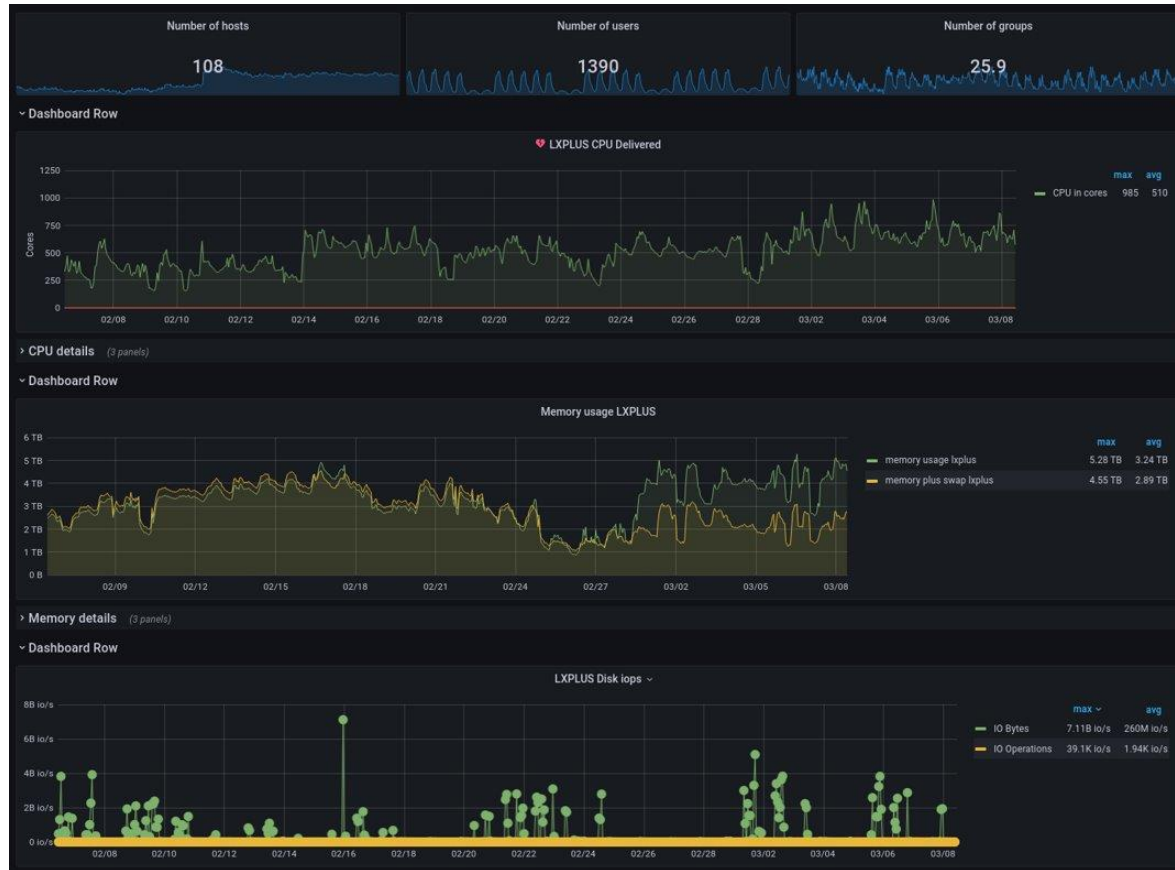 Number of hosts
108
Number of users
1390
Number of groups
25.9
Dashboard Row
LXPLUS CPU Delivered
Cores
1250
1000
750
500
250
0
02/08 02/10 02/12 02/14 02/16 02/18 02/20 02/22 02/24 02/26 02/28 03/02 03/04 03/06 03/08
max avg
CPU in cores 985 510
CPU details (3 panels)
Dashboard Row
Memory usage LXPLUS
6 TB
5 TB
4 TB
3 TB
2 TB
1 TB
0 B
02/09 02/12 02/15 02/18 02/21 02/24 02/27 03/02 03/05 03/08
max avg
memory usage lxplus 5.28 TB 3.24 TB
memory plus swap lxplus 4.55 TB 2.89 TB
Memory details (3 panels)
Dashboard Row
LXPLUS Disk iops
8B io/s
6B io/s
4B io/s
2B io/s
0 io/s
02/08 02/10 02/12 02/14 02/16 02/18 02/20 02/22 02/24 02/26 02/28 03/02 03/04 03/06 03/08
max avg
IO Bytes 7.11B io/s 260M io/s
IO Operations 39.1K io/s 1.94K io/s